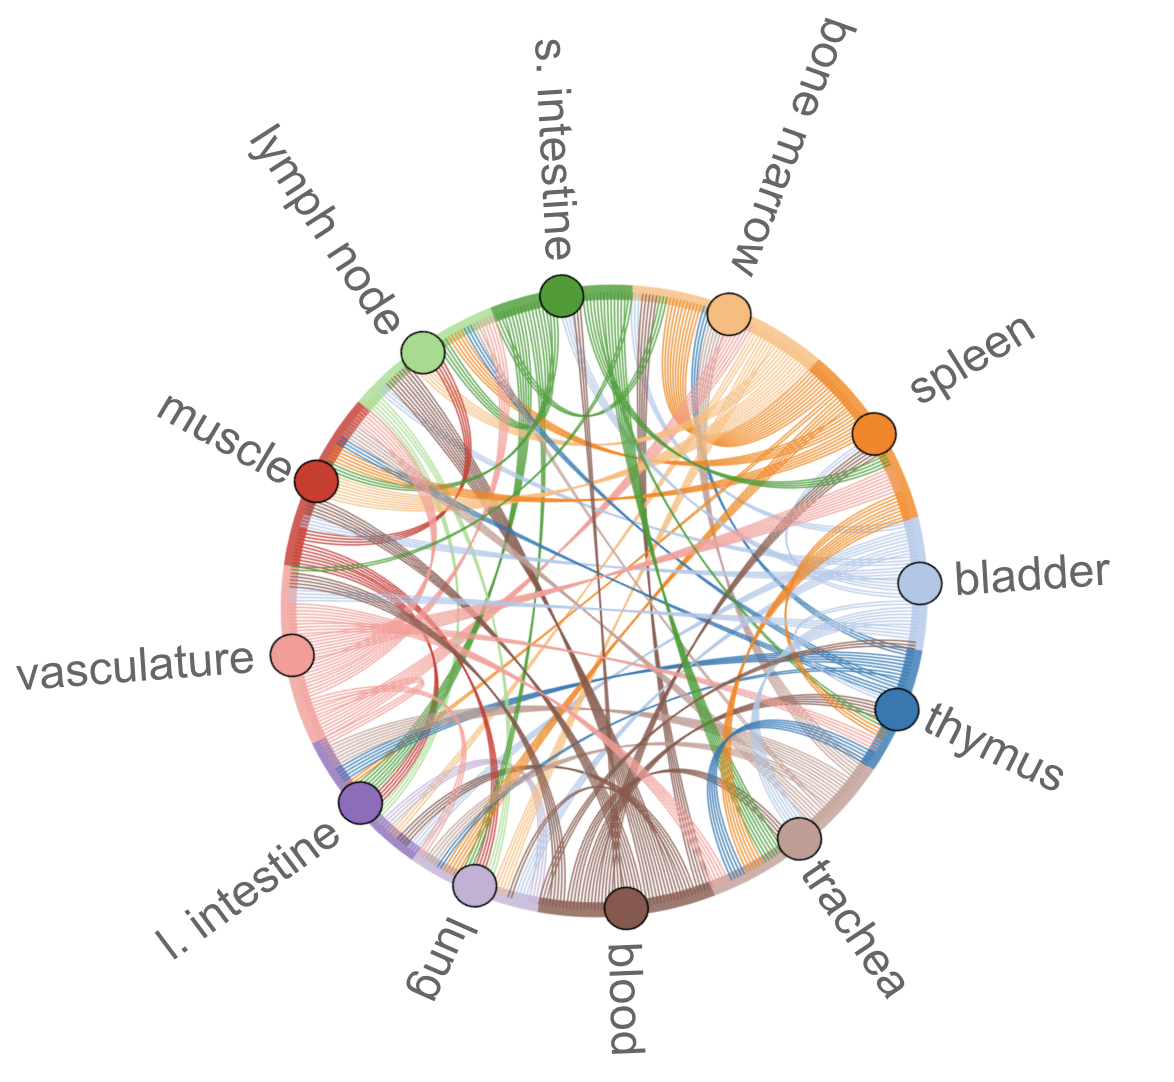 s. intestine
bone marrow
lymph node
spleen
muscle
bladder
vasculature
thymus
l. intestine
trachea
lung
blood